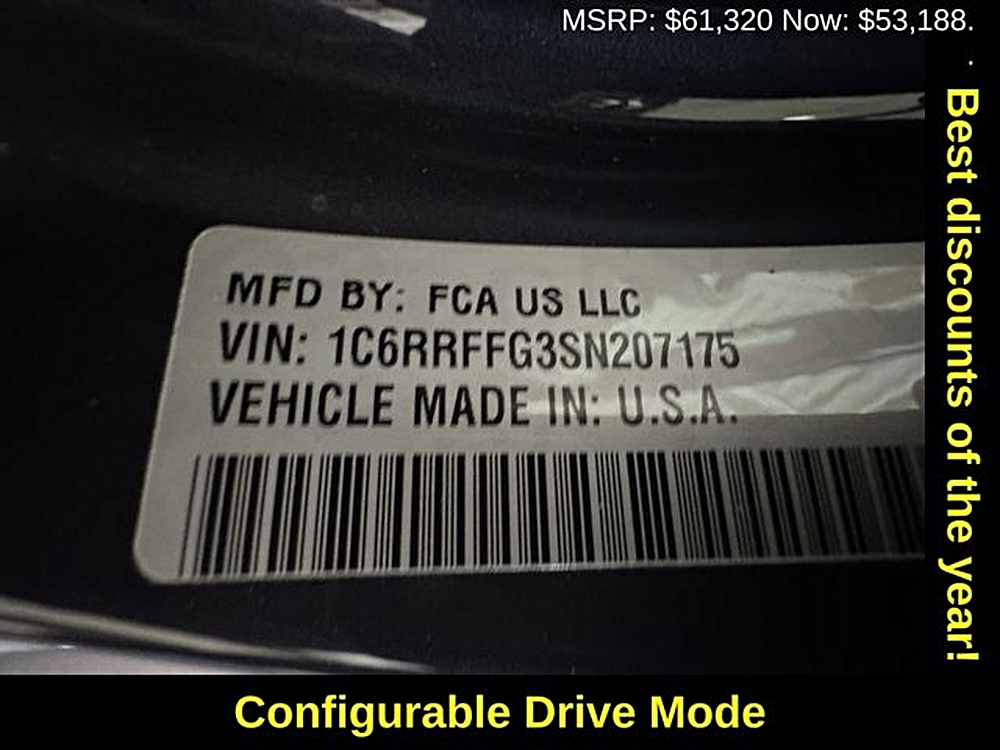 MSRP: $61,320 Now: $53,188.
.
Best discounts of the year!
MFD BY: FCA US LLC
VIN: 1C6RRFFG3SN207175
VEHICLE MADE IN: U.S.A.
Configurable Drive Mode